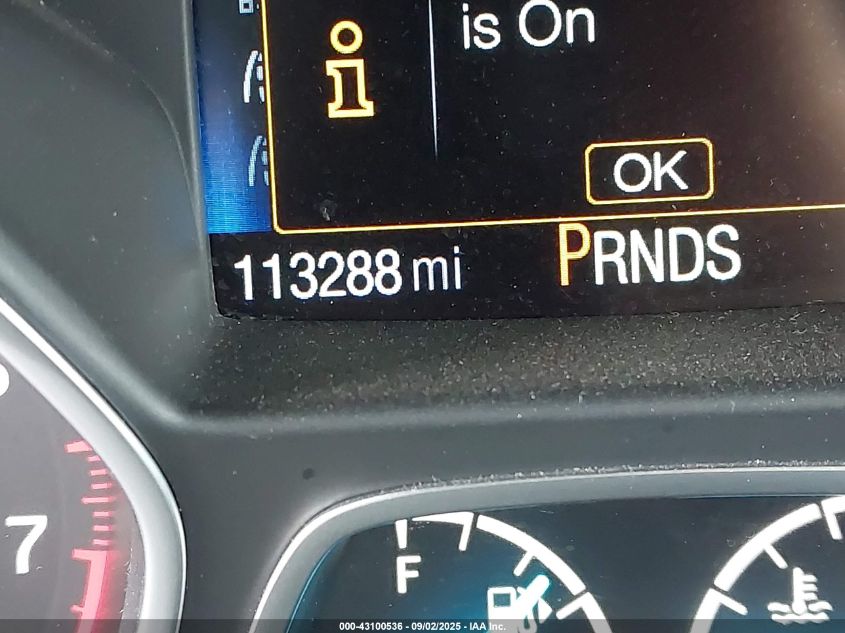 is On
OK
113288 mi PRNDS
7
F
000-43100536 - 09/02/2025 - IAA Inc.